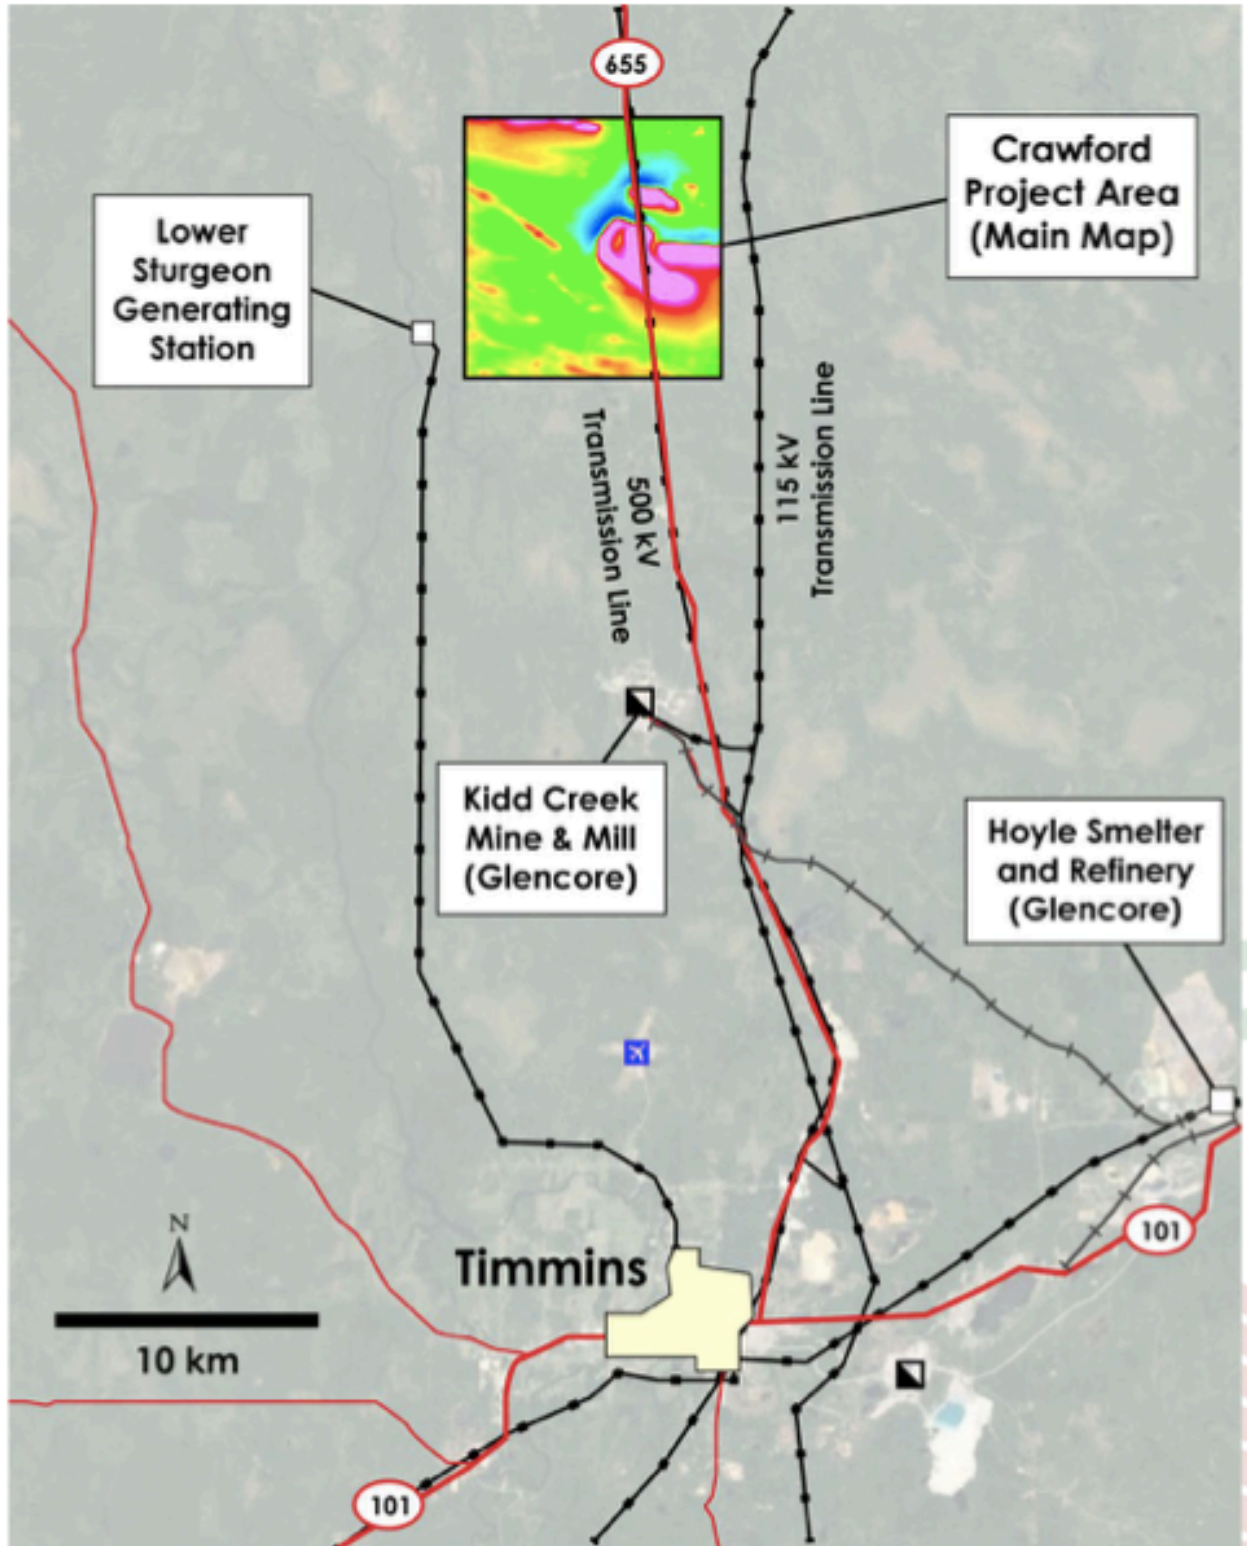 655
Crawford
Project Area
(Main Map)
Lower
Sturgeon
Generating
Station
500 kV
Transmission Line
115 kV
Transmission Line
Kidd Creek
Mine & Mill
(Glencore)
Hoyle Smelter
and Refinery
(Glencore)
N
10 km
Timmins
101
101